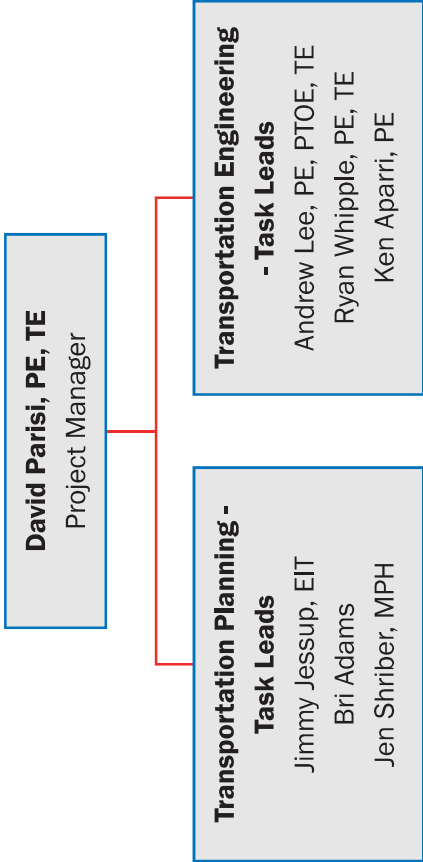 David Parisi, PE, TE
Project Manager
Transportation Planning -
Task Leads
Jimmy Jessup, EIT
Bri Adams
Jen Shriber, MPH
Transportation Engineering
- Task Leads
Andrew Lee, PE, PTOE, TE
Ryan Whipple, PE, TE
Ken Aparri, PE